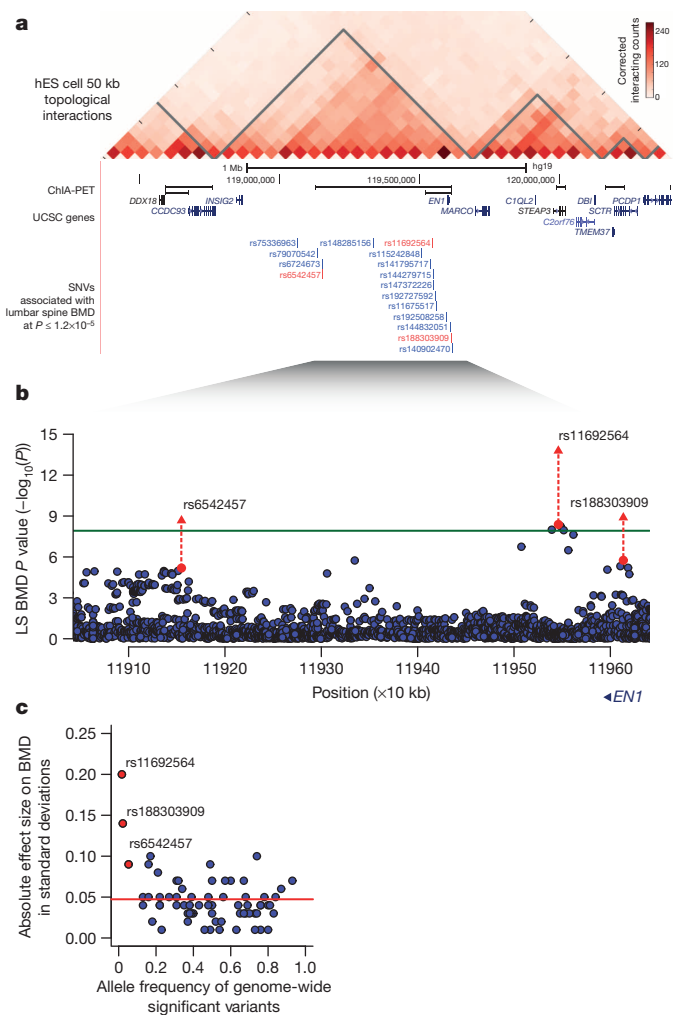 a
hES cell 50 kb
topological
interactions
Corrected
interacting counts
240
120
0
1 Mb
hg19
119,000,000
119,500,000
120,000,000
ChIA-PET
UCSC genes
DDX18
CCDC93
INSIG2
EN1
MARCO
C1QL2
STEAP3
C2orf76
DBI
TMEM37
SCTR
PCDP1
SNVs
associated with
lumbar spine BMD
at P ≤ 1.2×10⁻⁵
rs75336963
rs148285156
rs11692564
rs79070542
rs115242848
rs6724673
rs141795717
rs6542457
rs144279715
rs147372226
rs192727592
rs11675517
rs192508258
rs144832051
rs188303909
rs140902470
b
LS BMD P value (−log₁₀(P))
15
12
9
6
3
0
rs6542457
rs11692564
rs188303909
11910
11920
11930
11940
11950
11960
Position (×10 kb)
◄EN1
c
Absolute effect size on BMD
in standard deviations
0.25
0.20
0.15
0.10
0.05
0.00
rs11692564
rs188303909
rs6542457
0
0.2
0.4
0.6
0.8
1.0
Allele frequency of genome-wide
significant variants